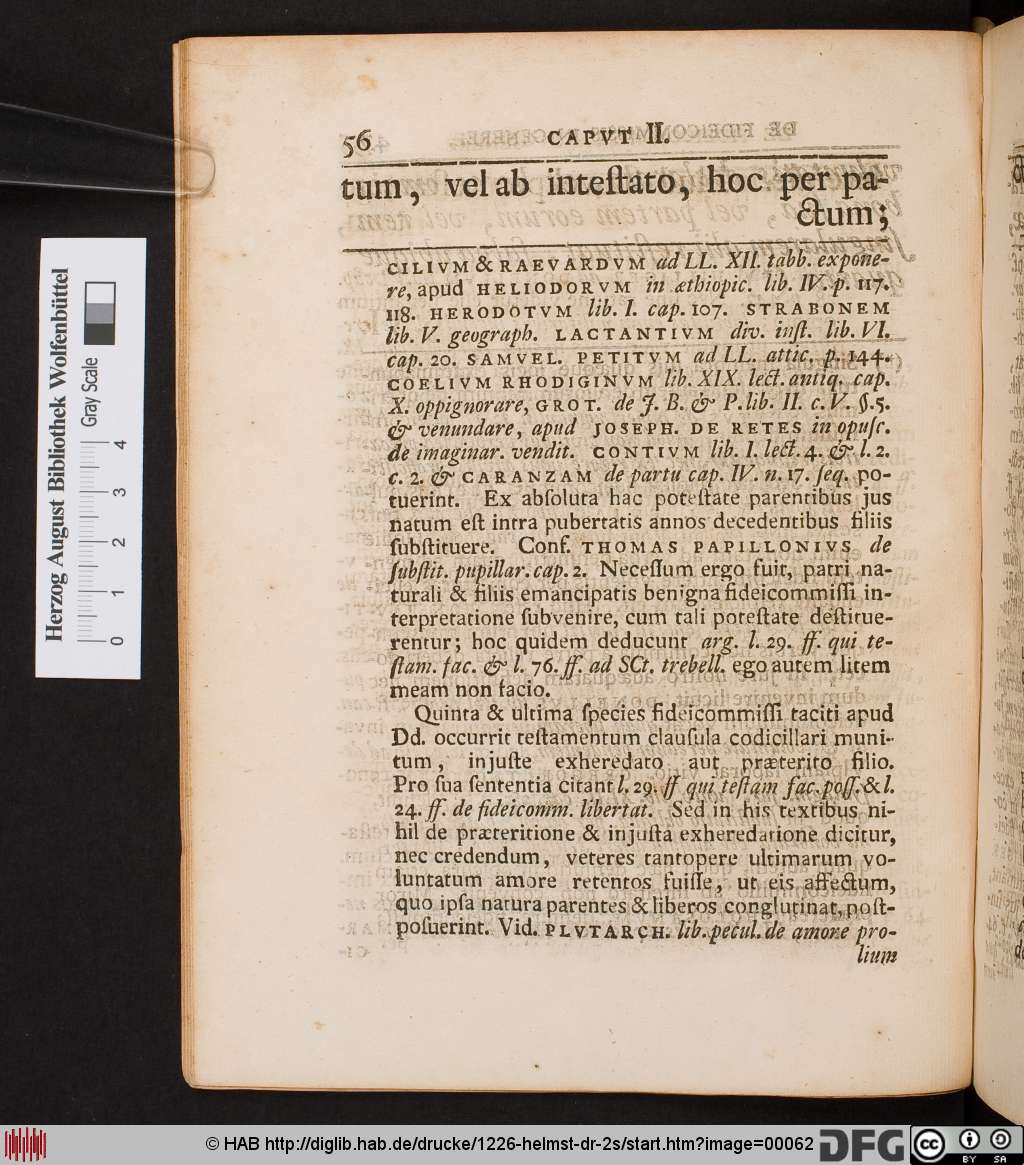 56 CAPVT II.
tum, vel ab inteſtato, hoc per pa-
ctum;
CILIVM & RAEVARDVM ad LL. XII. tabb. expone-
re, apud HELIODORVM in æthiopic. lib. IV. p. 117.
118. HERODOTVM lib. I. cap. 107. STRABONEM
lib. V. geograph. LACTANTIVM div. inſt. lib. VI.
cap. 20. SAMVEL. PETITVM ad LL. attic. p. 144.
COELIVM RHODIGINVM lib. XIX. lect. antiq. cap.
X. oppignorare, GROT. de J. B. & P. lib. II. c. V. §. 5.
& venundare, apud JOSEPH. DE RETES in opuſc.
de imaginar. vendit. CONTIVM lib. I. lect. 4. & l. 2.
c. 2. & CARANZAM de partu cap. IV. n. 17. ſeq. po-
tuerint. Ex abſoluta hac poteſtate parentibus jus
natum eſt intra pubertatis annos decedentibus filiis
ſubſtituere. Conf. THOMAS PAPILLONIVS de
ſubſtit. pupillar. cap. 2. Neceſſum ergo fuit, patri na-
turali & filiis emancipatis benigna fideicommiſſi in-
terpretatione ſubvenire, cum tali poteſtate deſtitue-
rentur; hoc quidem deducunt arg. l. 29. ff. qui te-
ſtam. fac. & l. 76. ff. ad SCt. trebell. ego autem litem
meam non facio.
Quinta & ultima ſpecies fideicommiſſi taciti apud
Dd. occurrit teſtamentum clauſula codicillari muni-
tum, injuſte exheredato aut præterito filio.
Pro ſua ſententia citant l. 29. ff qui teſtam fac. poſſ. & l.
24. ff. de fideicomm. libertat. Sed in his textibus ni-
hil de præteritione & injuſta exheredatione dicitur,
nec credendum, veteres tantopere ultimarum vo-
luntatum amore retentos fuiſſe, ut eis affectum,
quo ipſa natura parentes & liberos conglutinat, poſt-
poſuerint. Vid. PLVTARCH. lib. pecul. de amore pro-
lium
Herzog August Bibliothek Wolfenbüttel
Gray Scale
0 1 2 3 4
© HAB http://diglib.hab.de/drucke/1226-helmst-dr-2s/start.htm?image=00062
DFG
cc BY SA